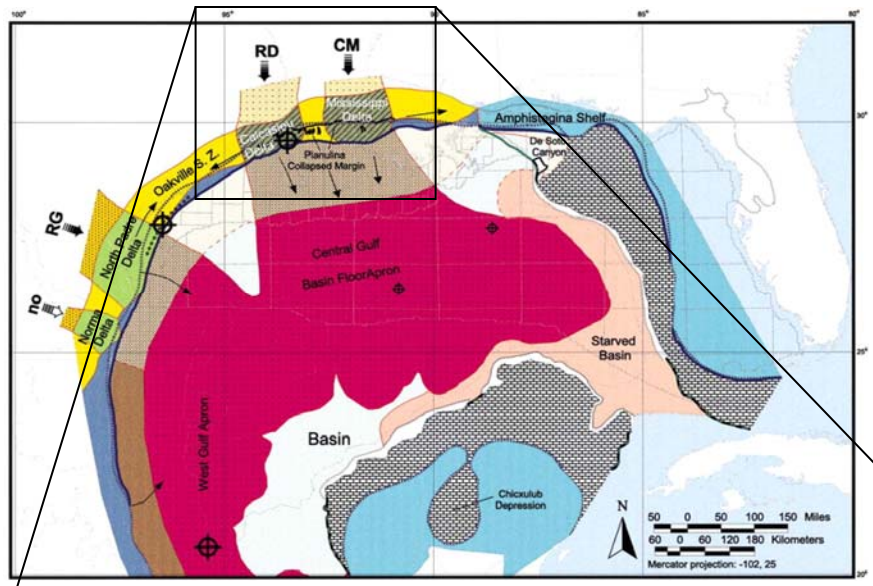 100°
95°
90°
85°
80°
RD
CM
Mississippi
Delta
Calcasieu
Delta
30°
Amphistegina Shelf
De Soto
Canyon
Planulina
Collapsed Margin
Oakville S. Z.
RG
North Padre
Delta
no
Norma
Delta
Central Gulf
Basin Floor Apron
25°
Starved
Basin
West Gulf Apron
Basin
Chicxulub
Depression
N
50 0 50 100 150 Miles
60 0 60 120 180 Kilometers
Mercator projection: -102, 25
20°